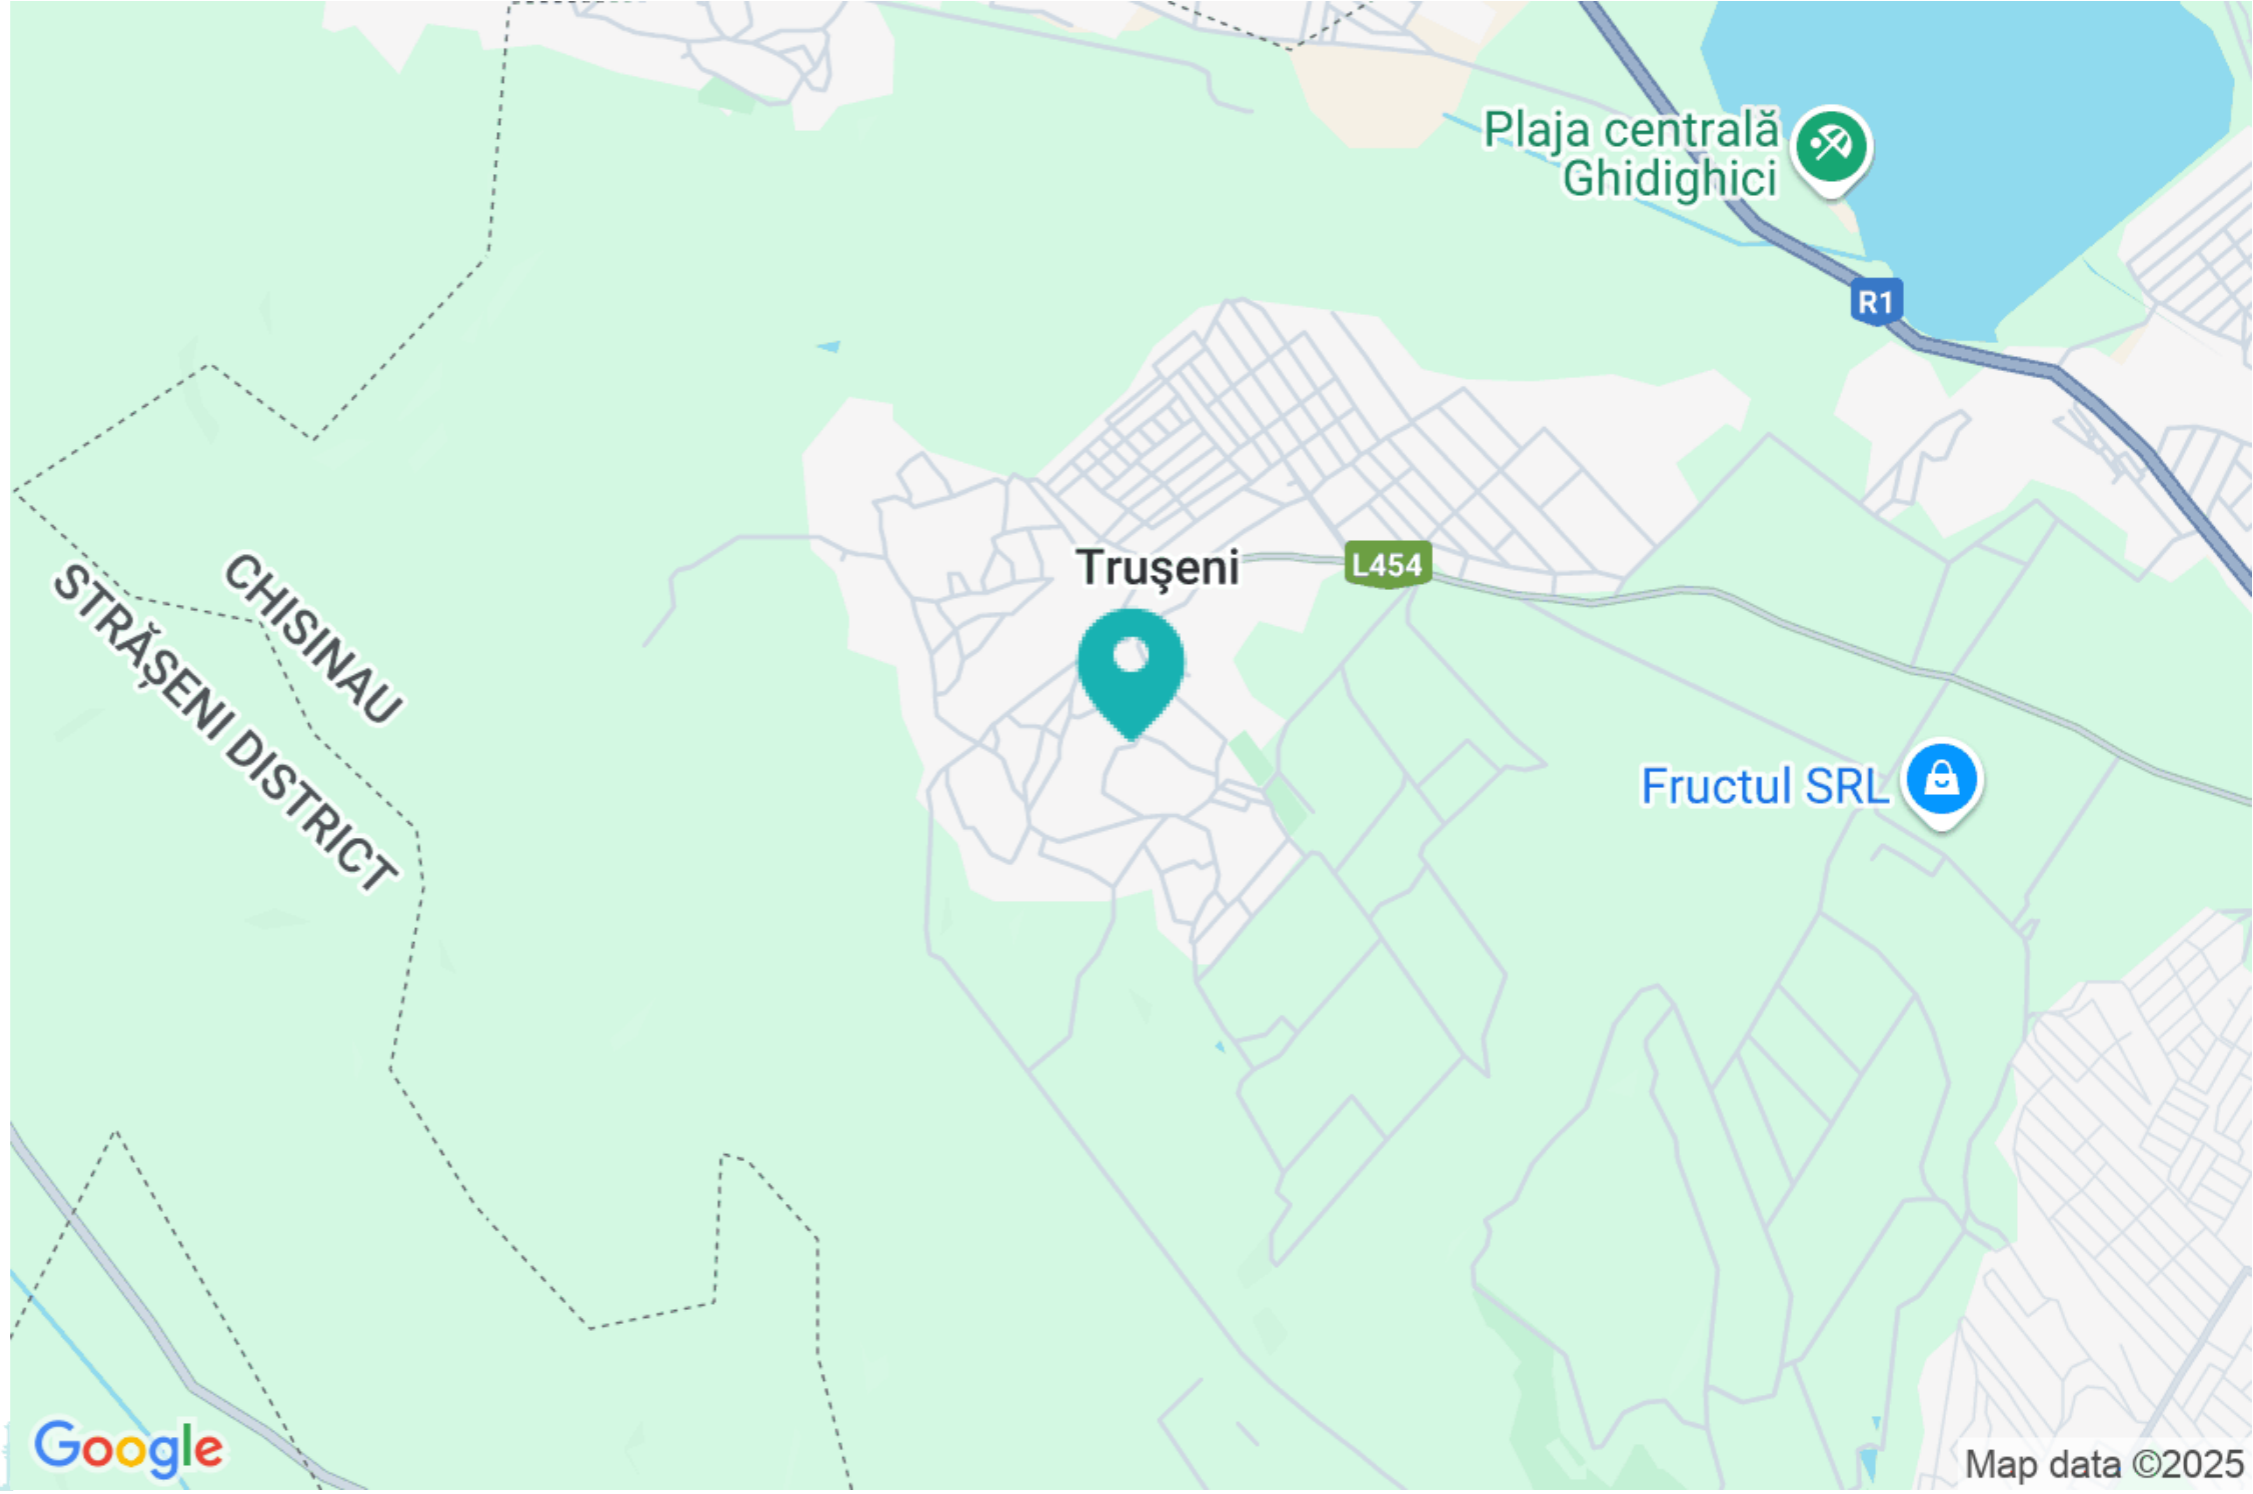 Plaja centrală
Ghidighici
R1
Truşeni
L454
CHISINAU
STRĂȘENI DISTRICT
Fructul SRL
Google
Map data ©2025